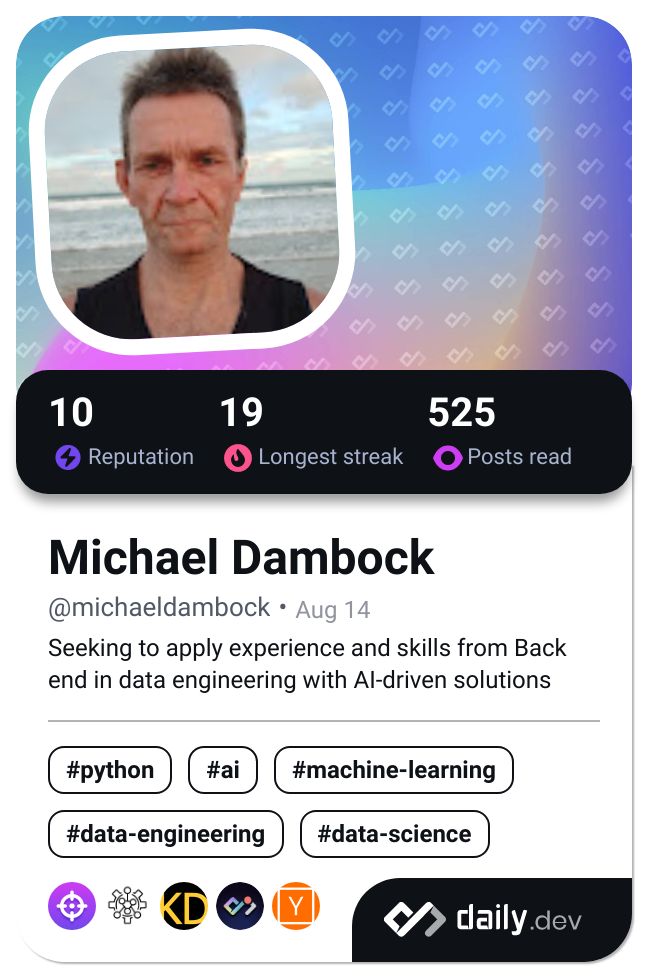 10 19 525
Reputation Longest streak Posts read
Michael Dambock
@michaeldambock • Aug 14
Seeking to apply experience and skills from Back
end in data engineering with AI-driven solutions
#python #ai #machine-learning
#data-engineering #data-science
KD Y
daily.dev